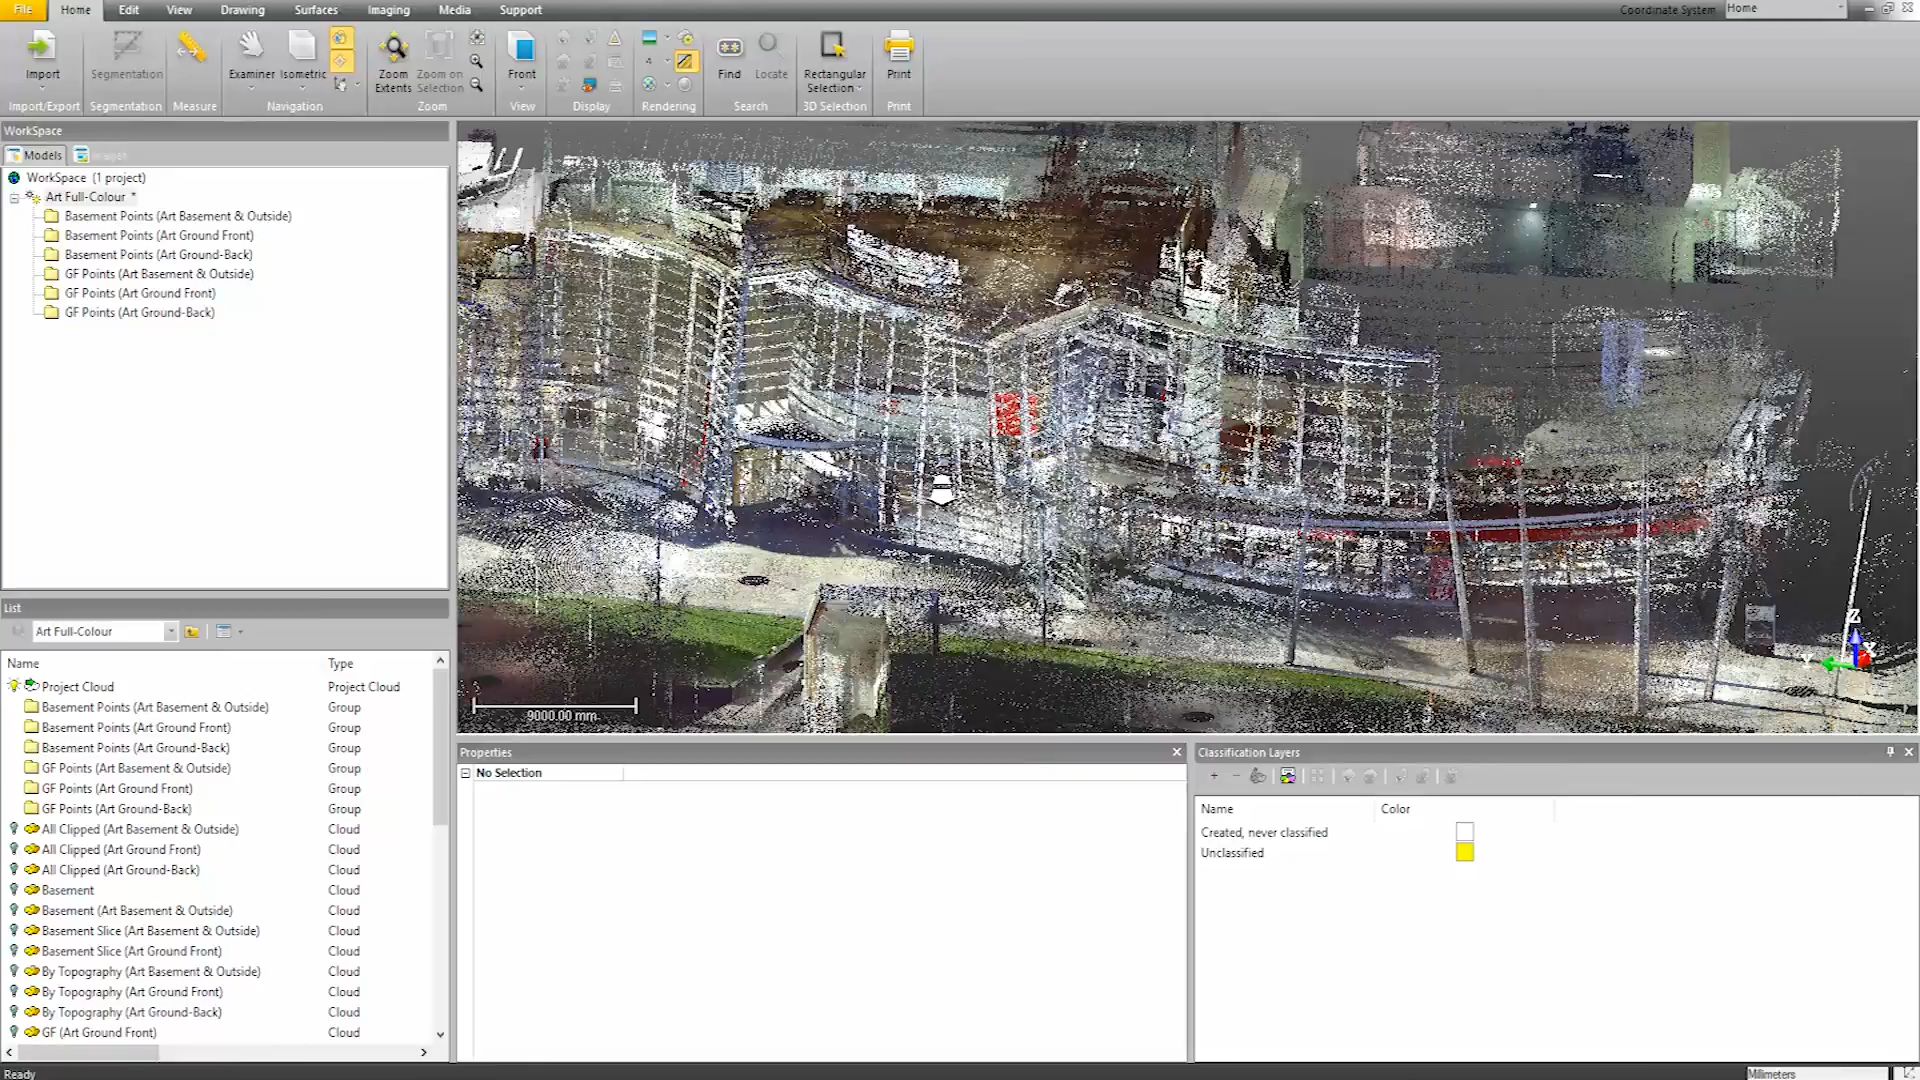 File Home Edit View Drawing Surfaces Imaging Media Support Coordinate System Home
Import Segmentation Examiner Isometric Zoom Extents Zoom on Selection Front Find Locate Rectangular Selection Print
Import/Export Segmentation Measure Navigation Zoom View Display Rendering Search 3D Selection Print
WorkSpace
Models
WorkSpace (1 project)
Art Full-Colour *
Basement Points (Art Basement & Outside)
Basement Points (Art Ground Front)
Basement Points (Art Ground-Back)
GF Points (Art Basement & Outside)
GF Points (Art Ground Front)
GF Points (Art Ground-Back)
List
Art Full-Colour
Name Type
Project Cloud Project Cloud
Basement Points (Art Basement & Outside) Group
Basement Points (Art Ground Front) Group
Basement Points (Art Ground-Back) Group
GF Points (Art Basement & Outside) Group
GF Points (Art Ground Front) Group
GF Points (Art Ground-Back) Group
All Clipped (Art Basement & Outside) Cloud
All Clipped (Art Ground Front) Cloud
All Clipped (Art Ground-Back) Cloud
Basement Cloud
Basement (Art Basement & Outside) Cloud
Basement Slice (Art Basement & Outside) Cloud
Basement Slice (Art Ground Front) Cloud
By Topography (Art Basement & Outside) Cloud
By Topography (Art Ground Front) Cloud
By Topography (Art Ground-Back) Cloud
GF (Art Ground Front) Cloud
9000.00 mm
Z
Y
X
Properties
No Selection
Classification Layers
Name Color
Created, never classified
Unclassified
Ready
Millimeters